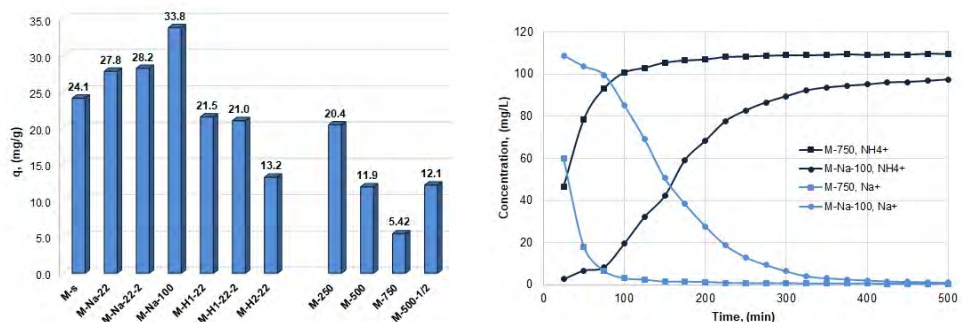 35.0
30.0
25.0
20.0
15.0
10.0
5.0
0.0
q, (mg/g)
24.1
27.8
28.2
33.8
21.5
21.0
13.2
20.4
11.9
5.42
12.1
M-s
M-Na-22
M-Na-22-2
M-Na-100
M-H1-22
M-H1-22-2
M-H2-22
M-250
M-500
M-750
M-500-1/2
120
100
80
60
40
20
0
Concentration, (mg/L)
M-750, NH4+
M-Na-100, NH4+
M-750, Na+
M-Na-100, Na+
0 100 200 300 400 500
Time, (min)